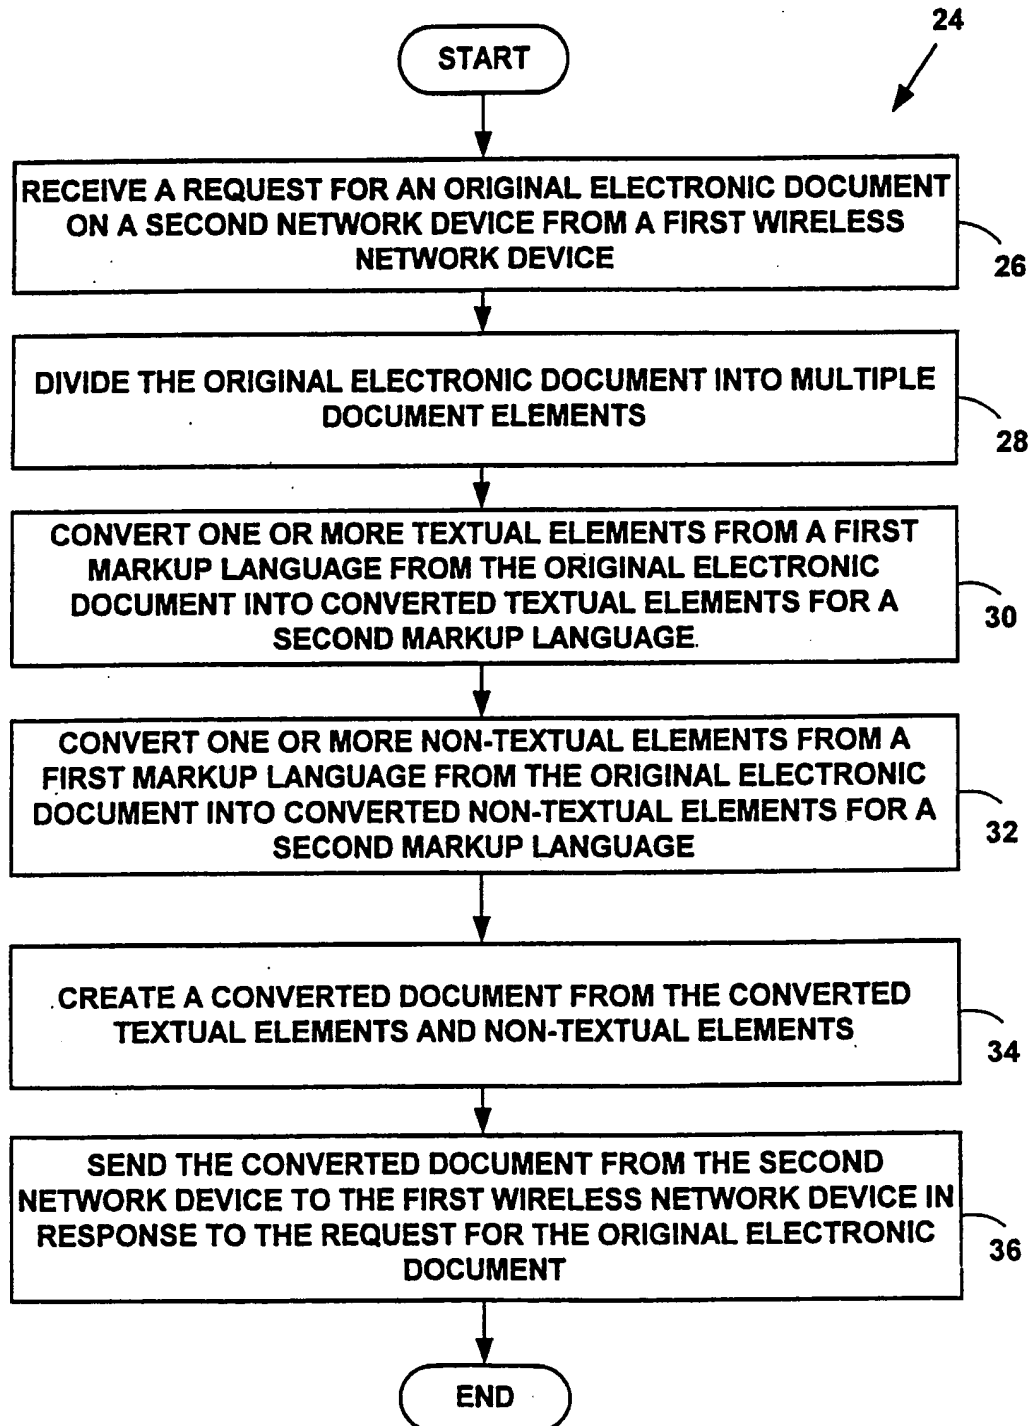 24
START
RECEIVE A REQUEST FOR AN ORIGINAL ELECTRONIC DOCUMENT
ON A SECOND NETWORK DEVICE FROM A FIRST WIRELESS
NETWORK DEVICE
26
DIVIDE THE ORIGINAL ELECTRONIC DOCUMENT INTO MULTIPLE
DOCUMENT ELEMENTS
28
CONVERT ONE OR MORE TEXTUAL ELEMENTS FROM A FIRST
MARKUP LANGUAGE FROM THE ORIGINAL ELECTRONIC
DOCUMENT INTO CONVERTED TEXTUAL ELEMENTS FOR A
SECOND MARKUP LANGUAGE.
30
CONVERT ONE OR MORE NON-TEXTUAL ELEMENTS FROM A
FIRST MARKUP LANGUAGE FROM THE ORIGINAL ELECTRONIC
DOCUMENT INTO CONVERTED NON-TEXTUAL ELEMENTS FOR A
SECOND MARKUP LANGUAGE
32
CREATE A CONVERTED DOCUMENT FROM THE CONVERTED
TEXTUAL ELEMENTS AND NON-TEXTUAL ELEMENTS
34
SEND THE CONVERTED DOCUMENT FROM THE SECOND
NETWORK DEVICE TO THE FIRST WIRELESS NETWORK DEVICE IN
RESPONSE TO THE REQUEST FOR THE ORIGINAL ELECTRONIC
DOCUMENT
36
END